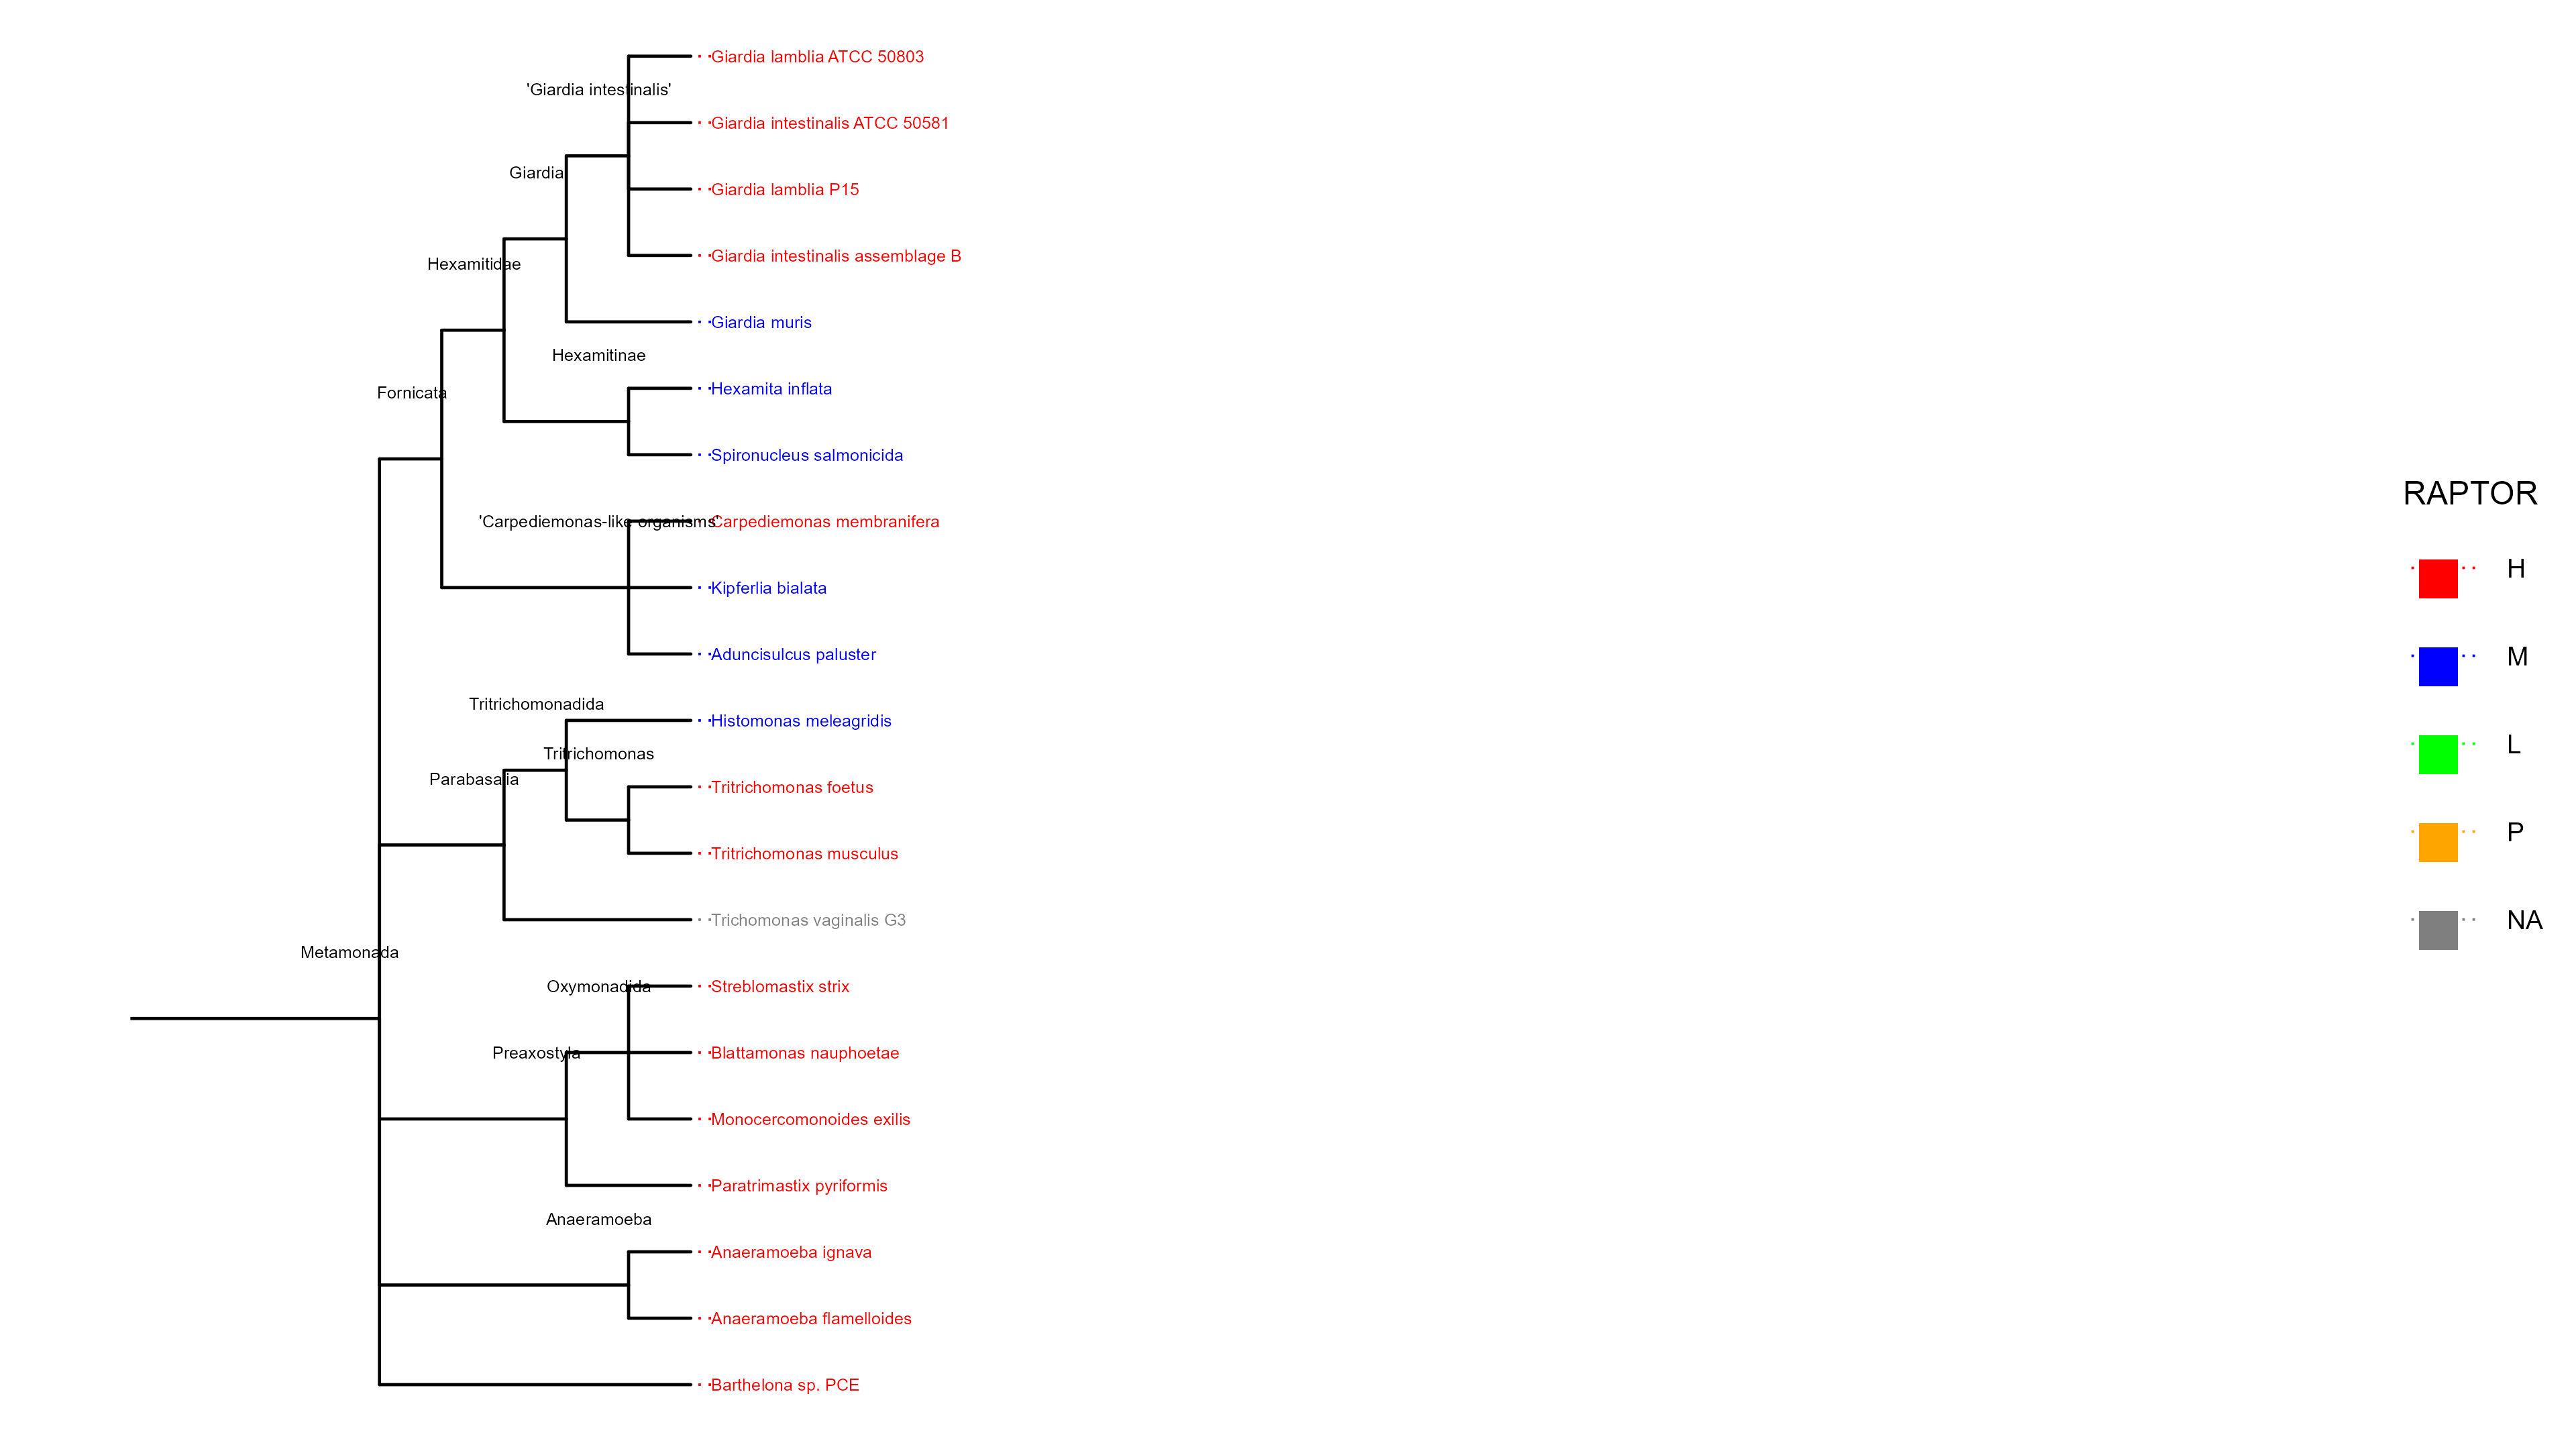 Giardia lamblia ATCC 50803
'Giardia intestinalis'
Giardia intestinalis ATCC 50581
Giardia
Giardia lamblia P15
Giardia intestinalis assemblage B
Hexamitidae
Giardia muris
Hexamitinae
Hexamita inflata
Fornicata
Spironucleus salmonicida
'Carpediemonas-like organisms'
Carpediemonas membranifera
Kipferlia bialata
Aduncisulcus paluster
Tritrichomonadida
Histomonas meleagridis
Tritrichomonas
Parabasalia
Tritrichomonas foetus
Tritrichomonas musculus
Trichomonas vaginalis G3
Metamonada
Oxymonadida
Streblomastix strix
Preaxostyla
Blattamonas nauphoetae
Monocercomonoides exilis
Paratrimastix pyriformis
Anaeramoeba
Anaeramoeba ignava
Anaeramoeba flamelloides
Barthelona sp. PCE
RAPTOR
H
M
L
P
NA